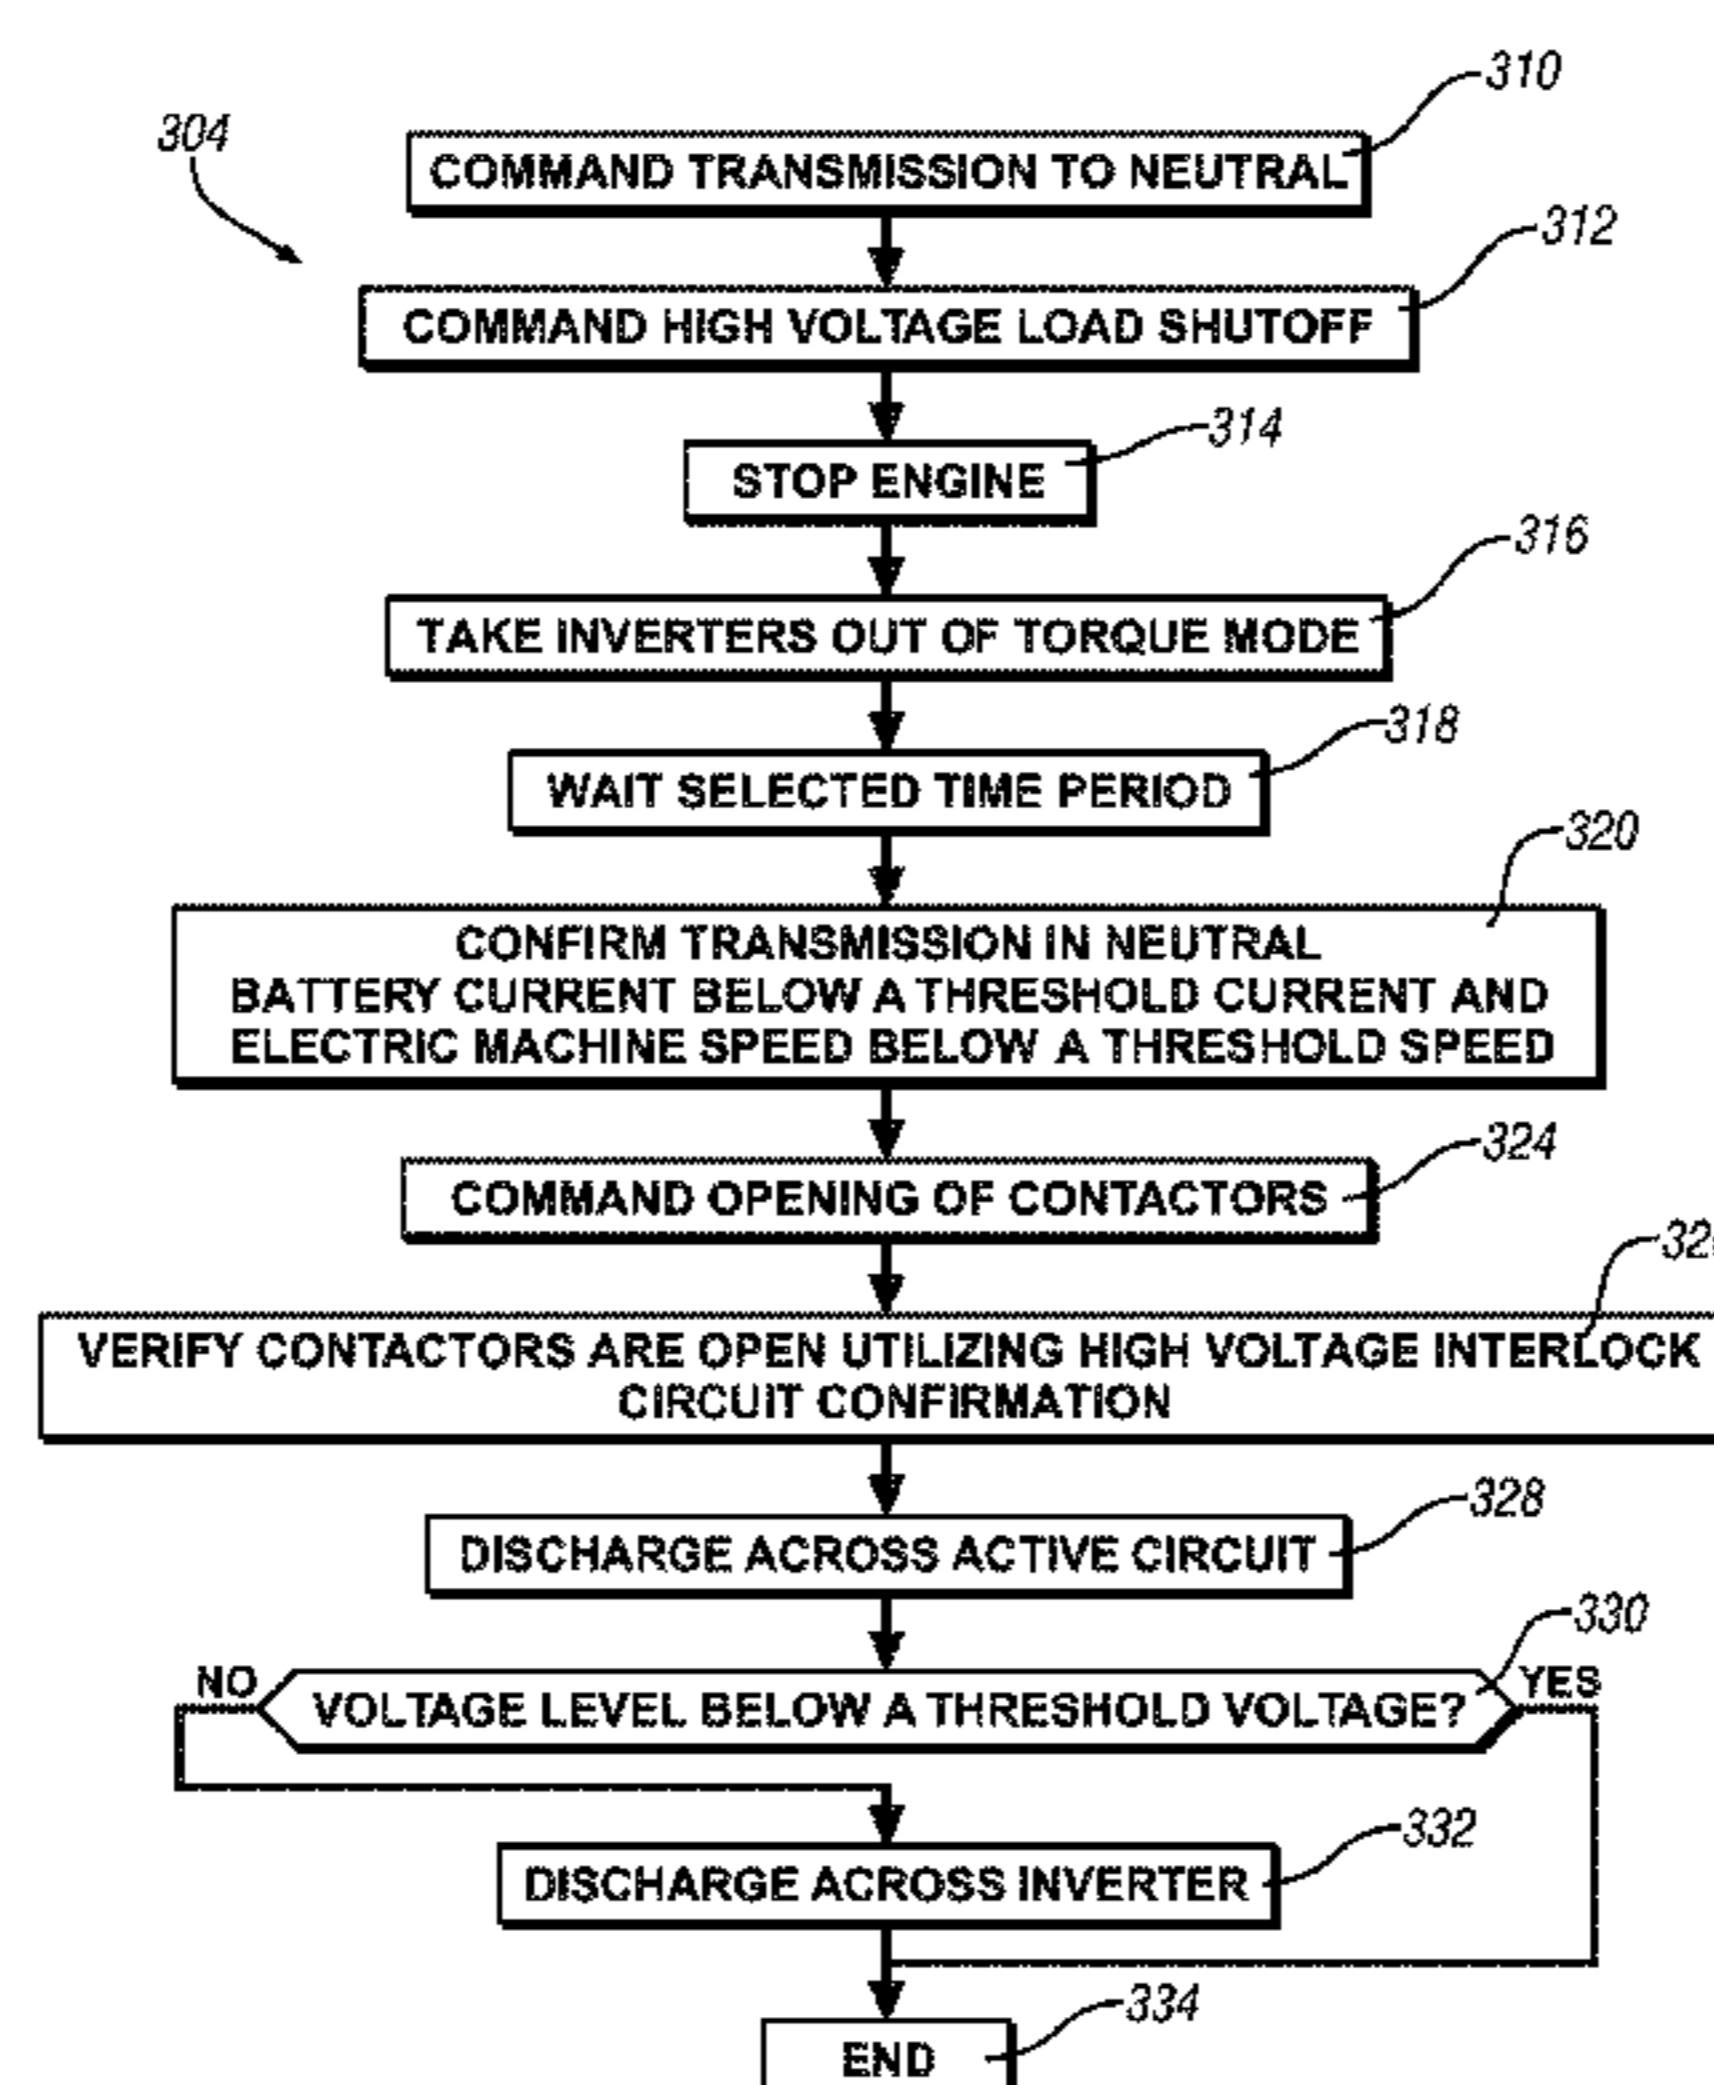 310
304
COMMAND TRANSMISSION TO NEUTRAL
312
COMMAND HIGH VOLTAGE LOAD SHUTOFF
314
STOP ENGINE
316
TAKE INVERTERS OUT OF TORQUE MODE
318
WAIT SELECTED TIME PERIOD
320
CONFIRM TRANSMISSION IN NEUTRAL
BATTERY CURRENT BELOW A THRESHOLD CURRENT AND
ELECTRIC MACHINE SPEED BELOW A THRESHOLD SPEED
324
COMMAND OPENING OF CONTACTORS
VERIFY CONTACTORS ARE OPEN UTILIZING HIGH VOLTAGE INTERLOCK
CIRCUIT CONFIRMATION
328
DISCHARGE ACROSS ACTIVE CIRCUIT
330
NO
YES
VOLTAGE LEVEL BELOW A THRESHOLD VOLTAGE?
332
DISCHARGE ACROSS INVERTER
334
END